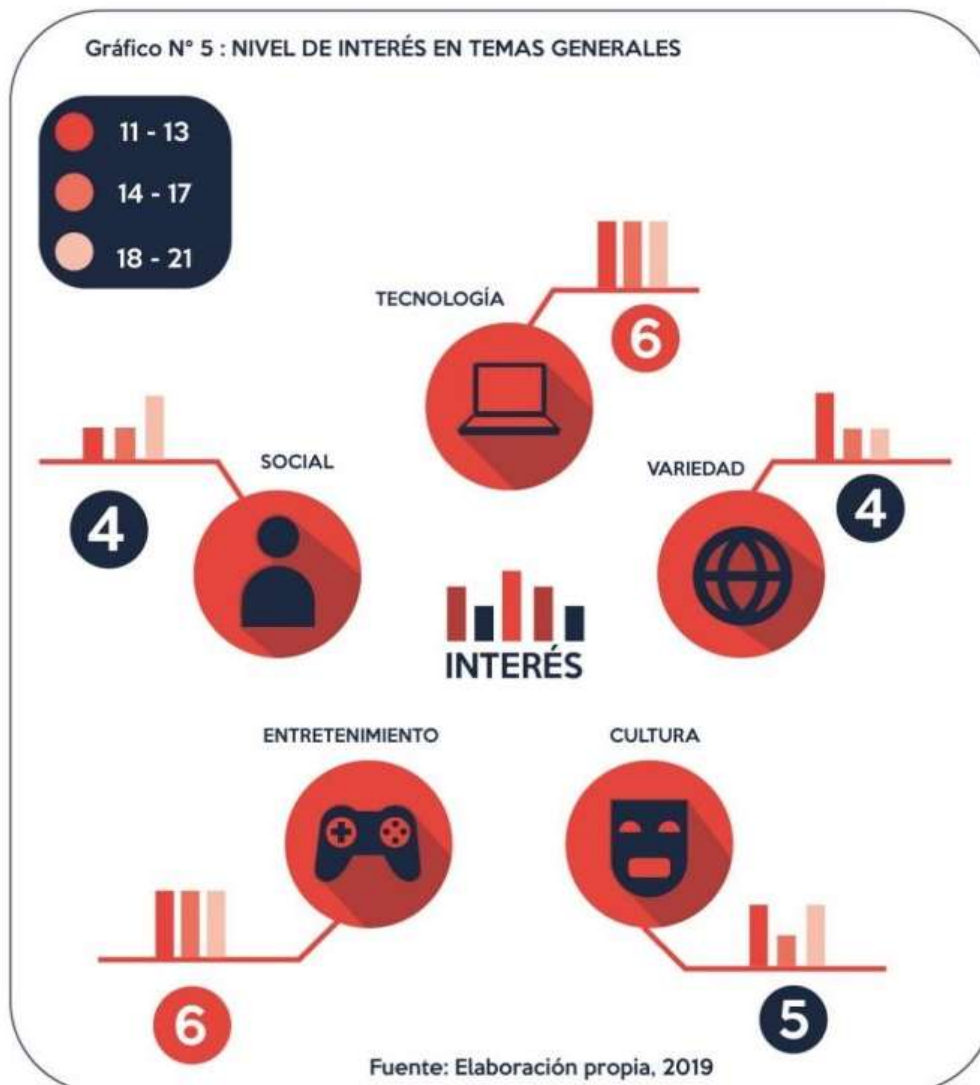 Gráfico N° 5 : NIVEL DE INTERÉS EN TEMAS GENERALES
11 - 13
14 - 17
18 - 21
TECNOLOGÍA
6
SOCIAL
4
VARIEDAD
4
INTERÉS
ENTRETENIMIENTO
6
CULTURA
5
Fuente: Elaboración propia, 2019